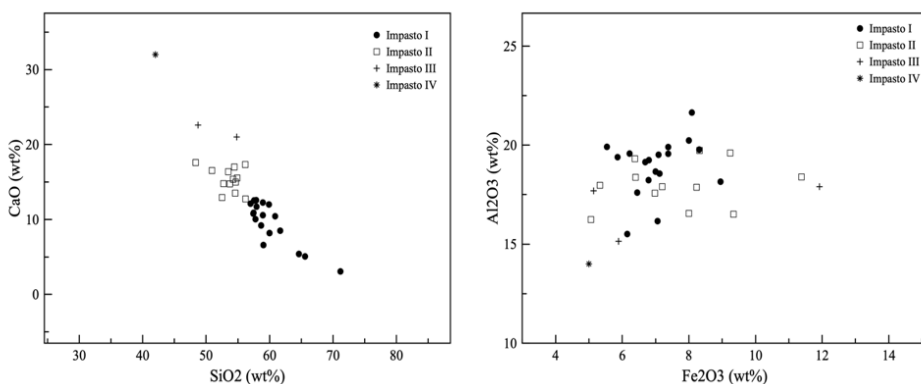 Impasto I
Impasto II
Impasto III
Impasto IV
30
20
10
0
CaO (wt%)
30 40 50 60 70 80
SiO2 (wt%)
Impasto I
Impasto II
Impasto III
Impasto IV
25
20
15
10
Al2O3 (wt%)
4 6 8 10 12 14
Fe2O3 (wt%)